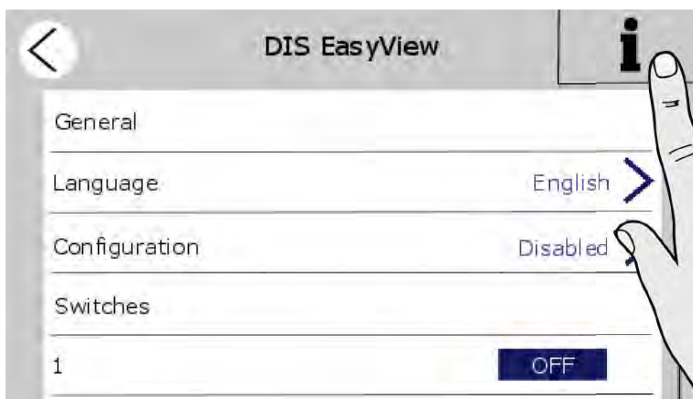 DIS EasyView
i
General
Language English
Configuration Disabled
Switches
1 OFF